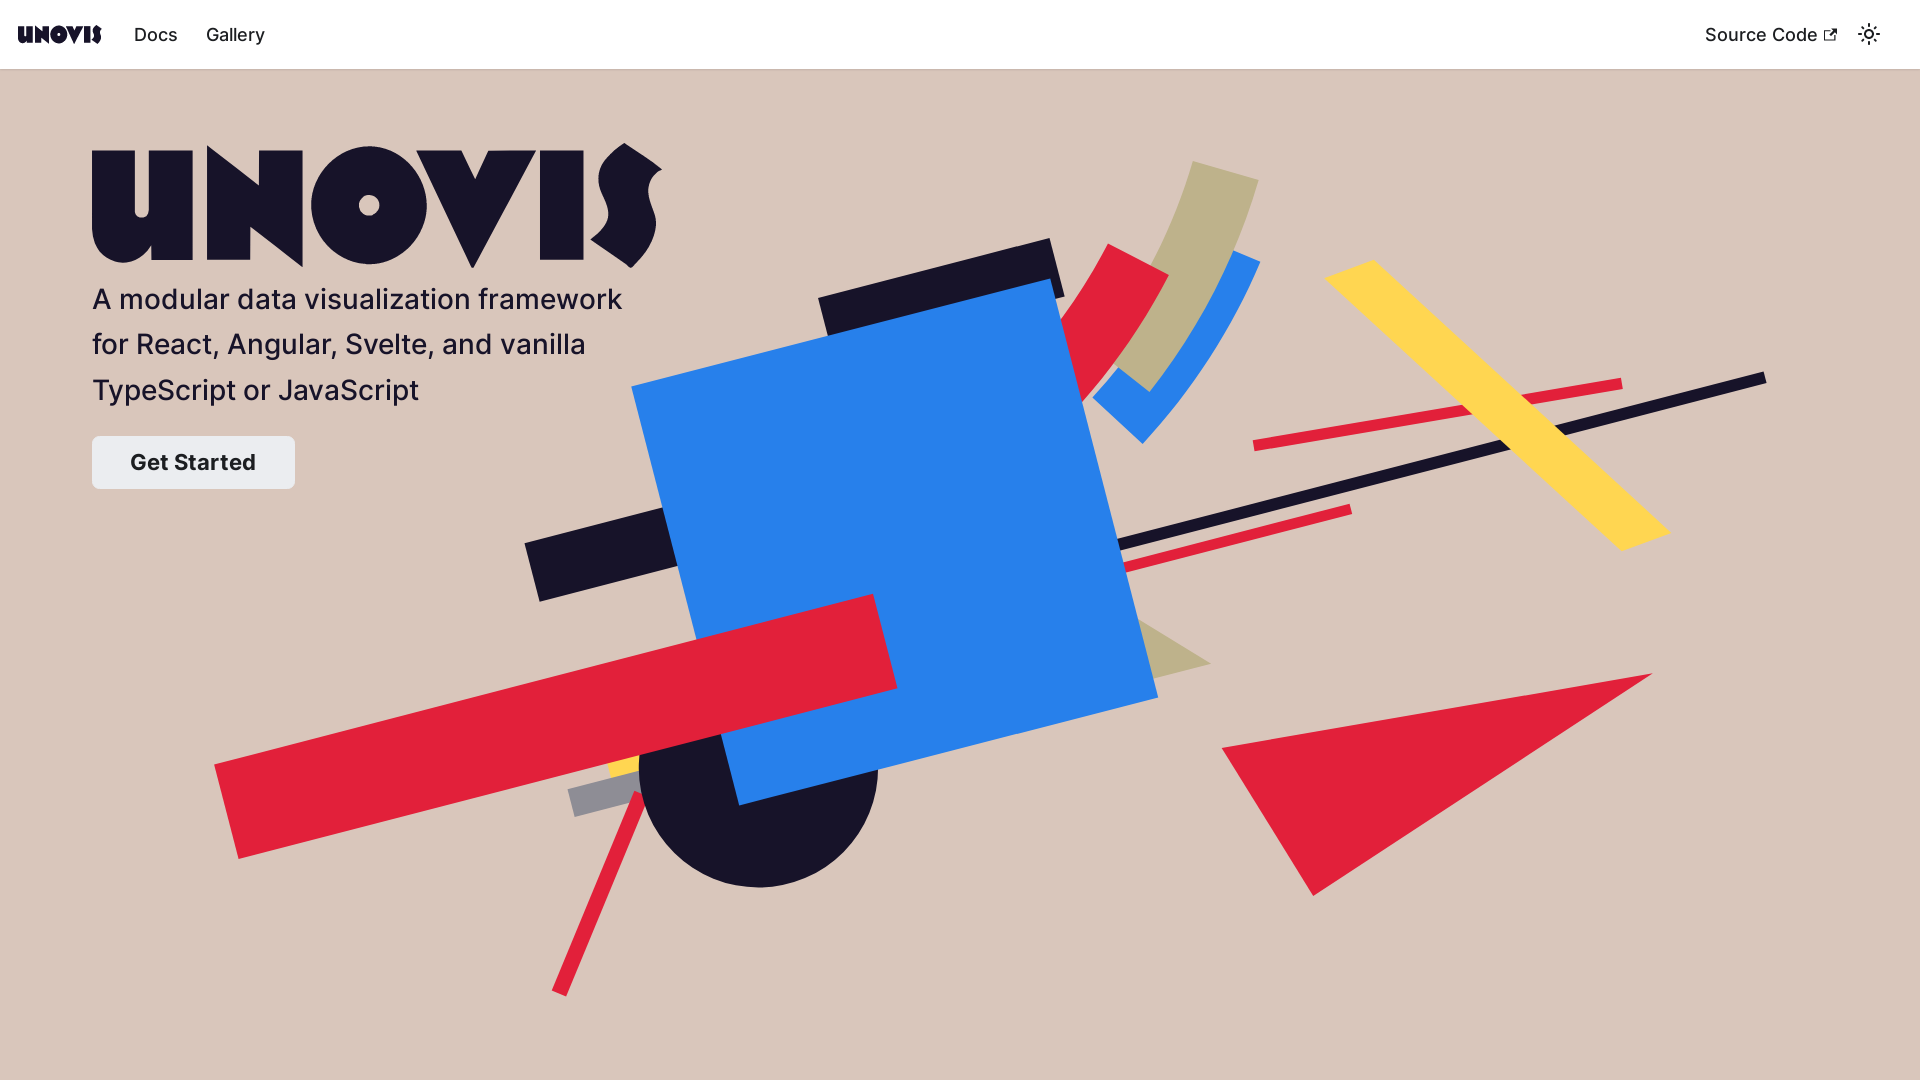 UNOVIS
Docs
Gallery
Source Code
UNOVIS
A modular data visualization framework
for React, Angular, Svelte, and vanilla
TypeScript or JavaScript
Get Started